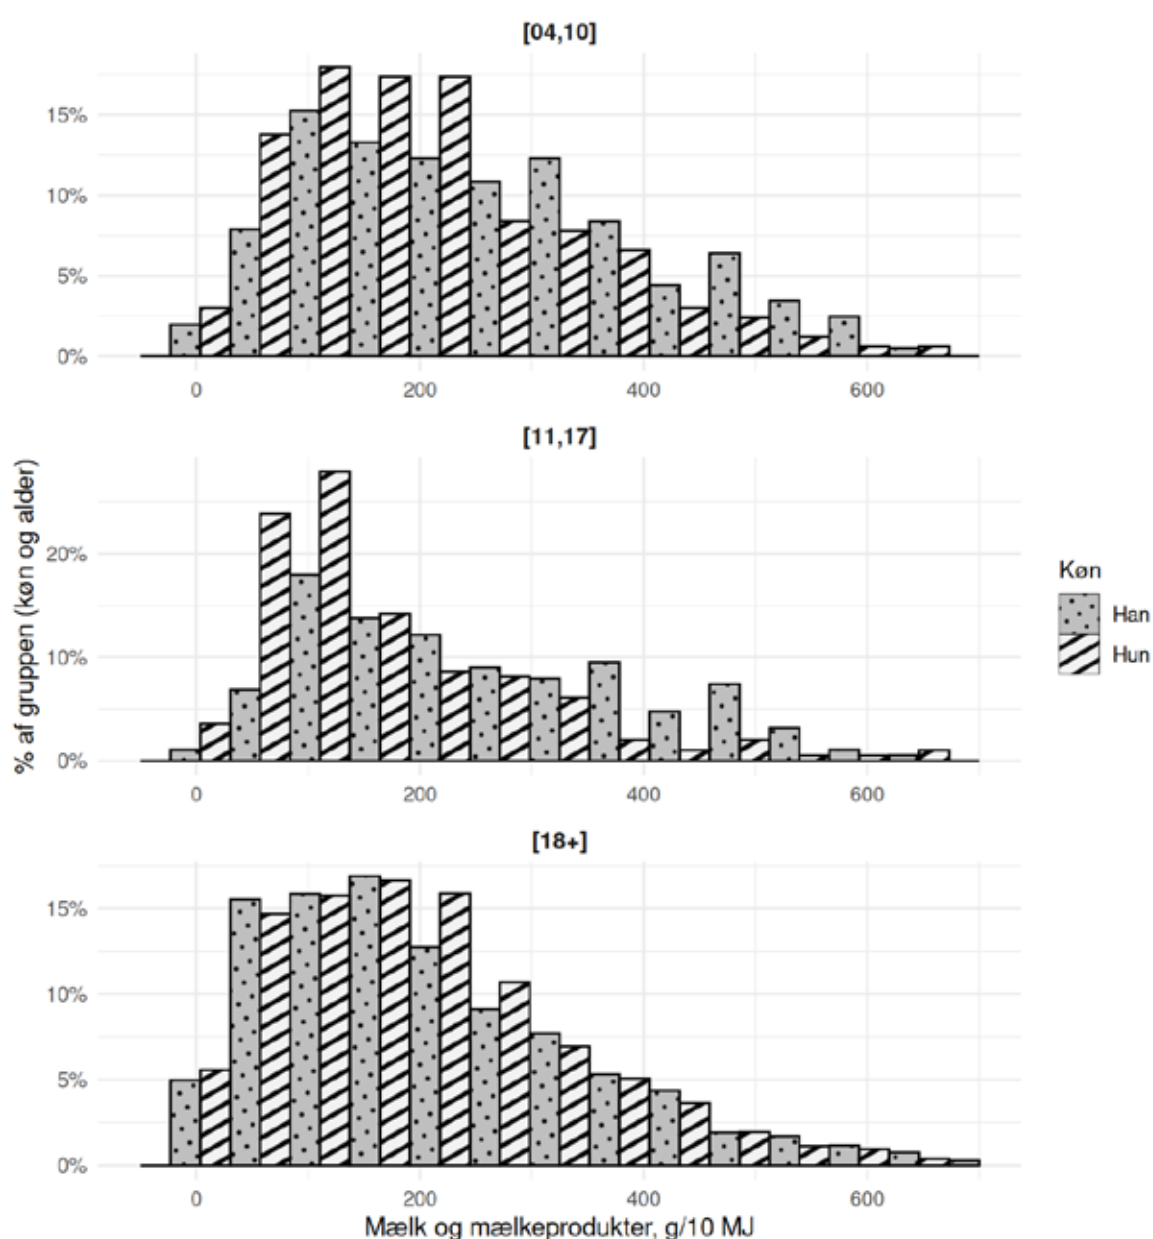 [04,10]
15%
10%
5%
0%
0 200 400 600
[11,17]
% af gruppen (køn og alder)
20%
10%
0%
0 200 400 600
Køn
Han
Hun
[18+]
15%
10%
5%
0%
0 200 400 600
Mælk og mælkeprodukter, g/10 MJ